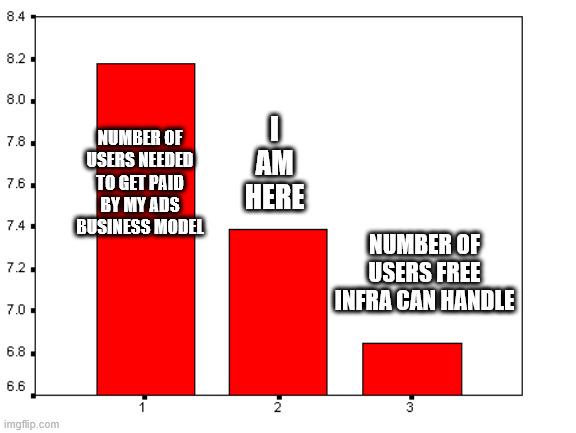 8.4
8.2
8.0
7.8
7.6
7.4
7.2
7.0
6.8
6.6
NUMBER OF
USERS NEEDED
TO GET PAID
BY MY ADS
BUSINESS MODEL
I
AM
HERE
NUMBER OF
USERS FREE
INFRA CAN HANDLE
1
2
3
imgflip.com